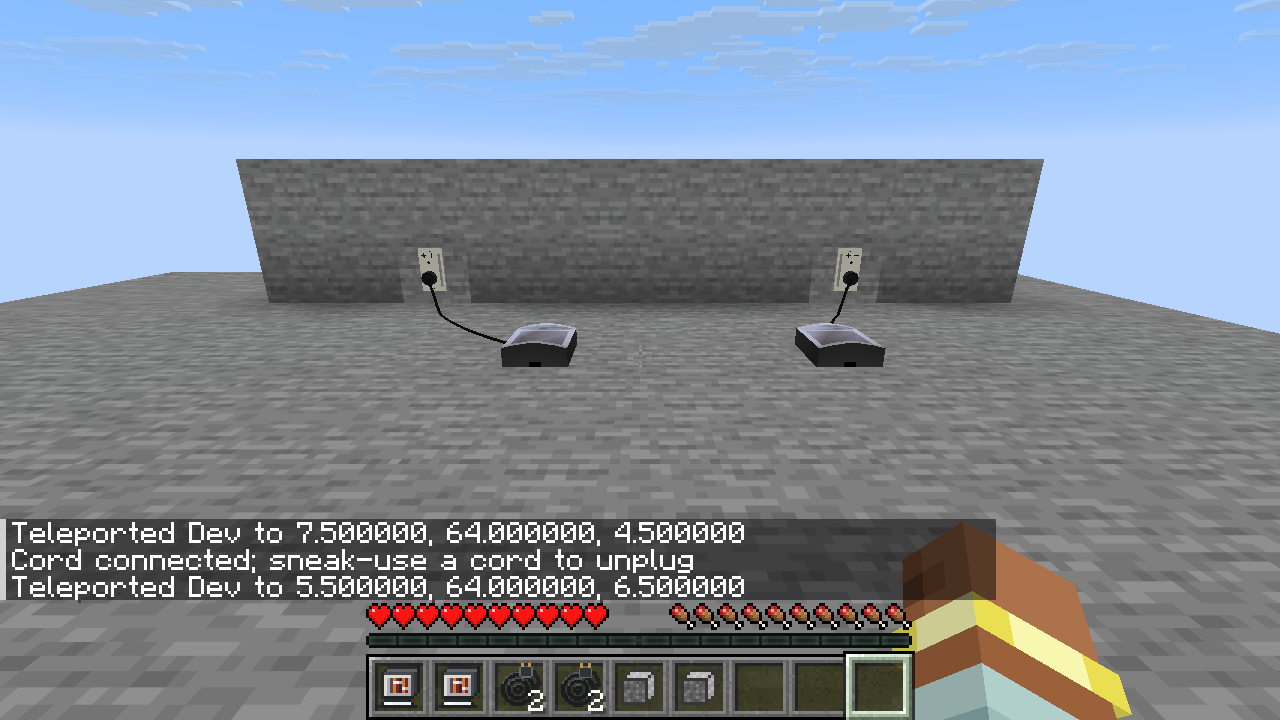 Teleported Dev to 7.500000, 64.000000, 4.500000
Cord connected; sneak-use a cord to unplug
Teleported Dev to 5.500000, 64.000000, 6.500000
2
2